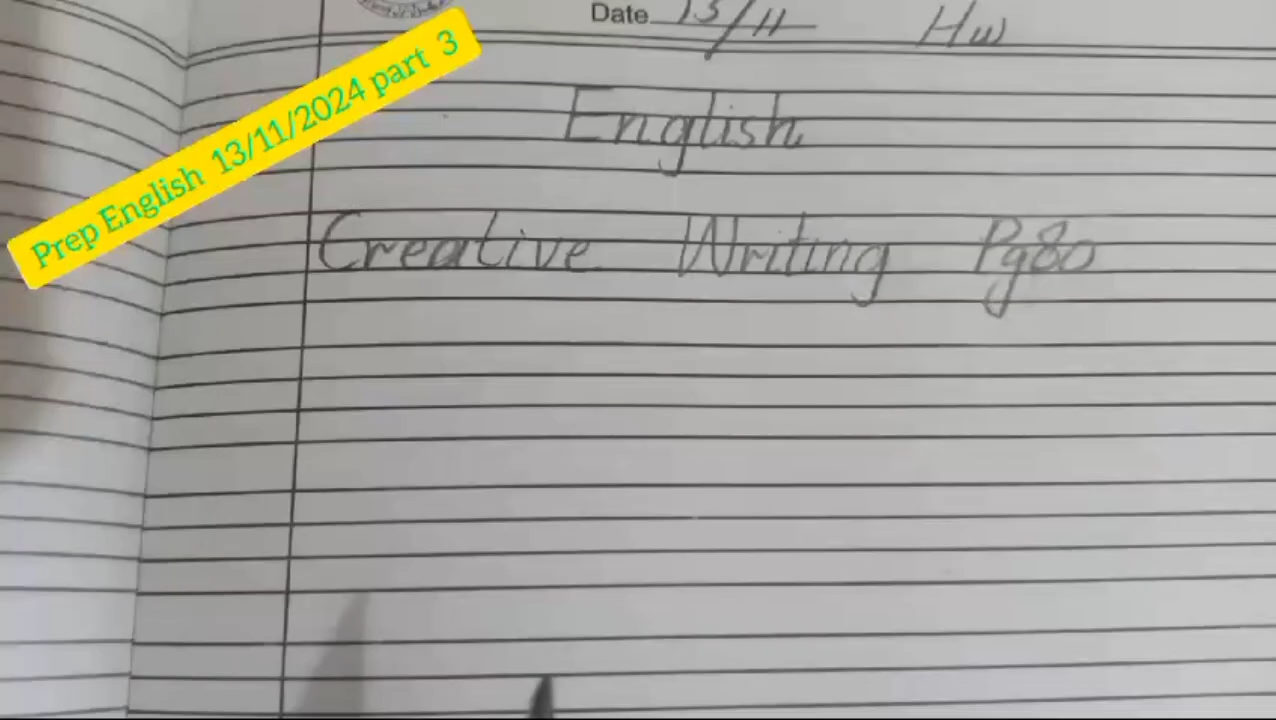 Date 13/11 Hw
Prep English 13/11/2024 part 3
English
Creative Writing Pg80